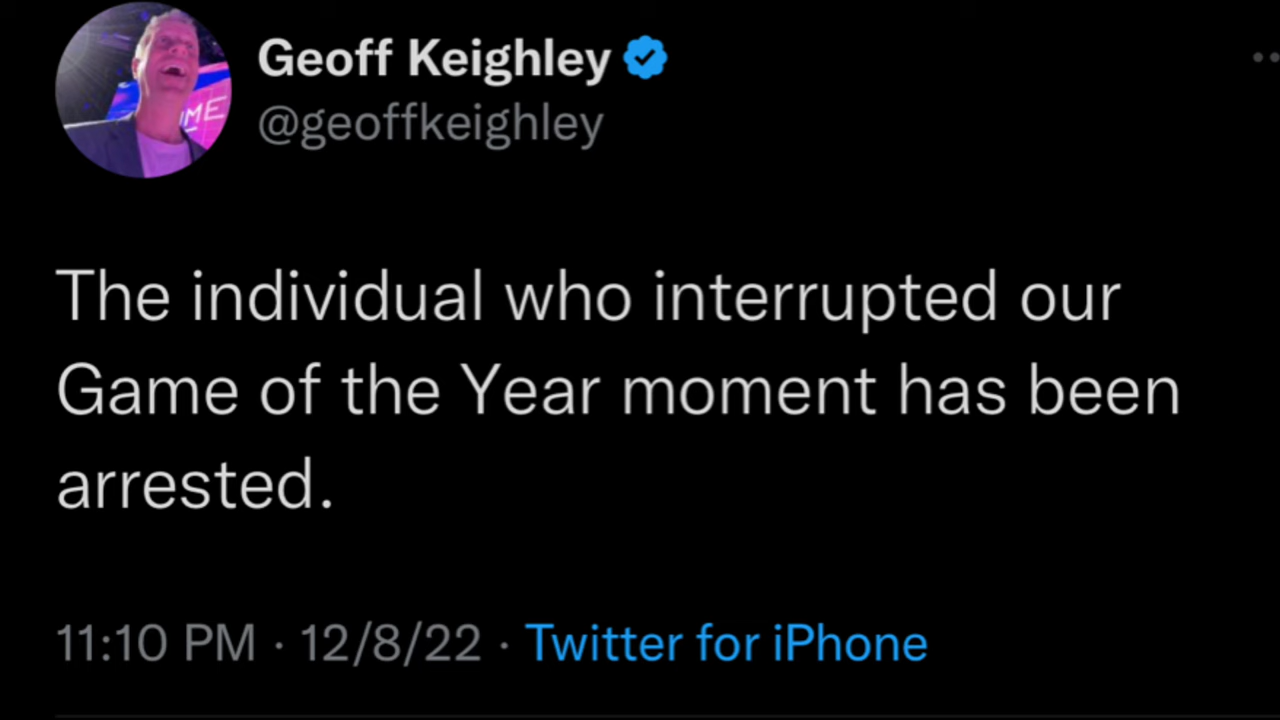 Geoff Keighley
@geoffkeighley
ME
The individual who interrupted our
Game of the Year moment has been
arrested.
11:10 PM · 12/8/22 · Twitter for iPhone